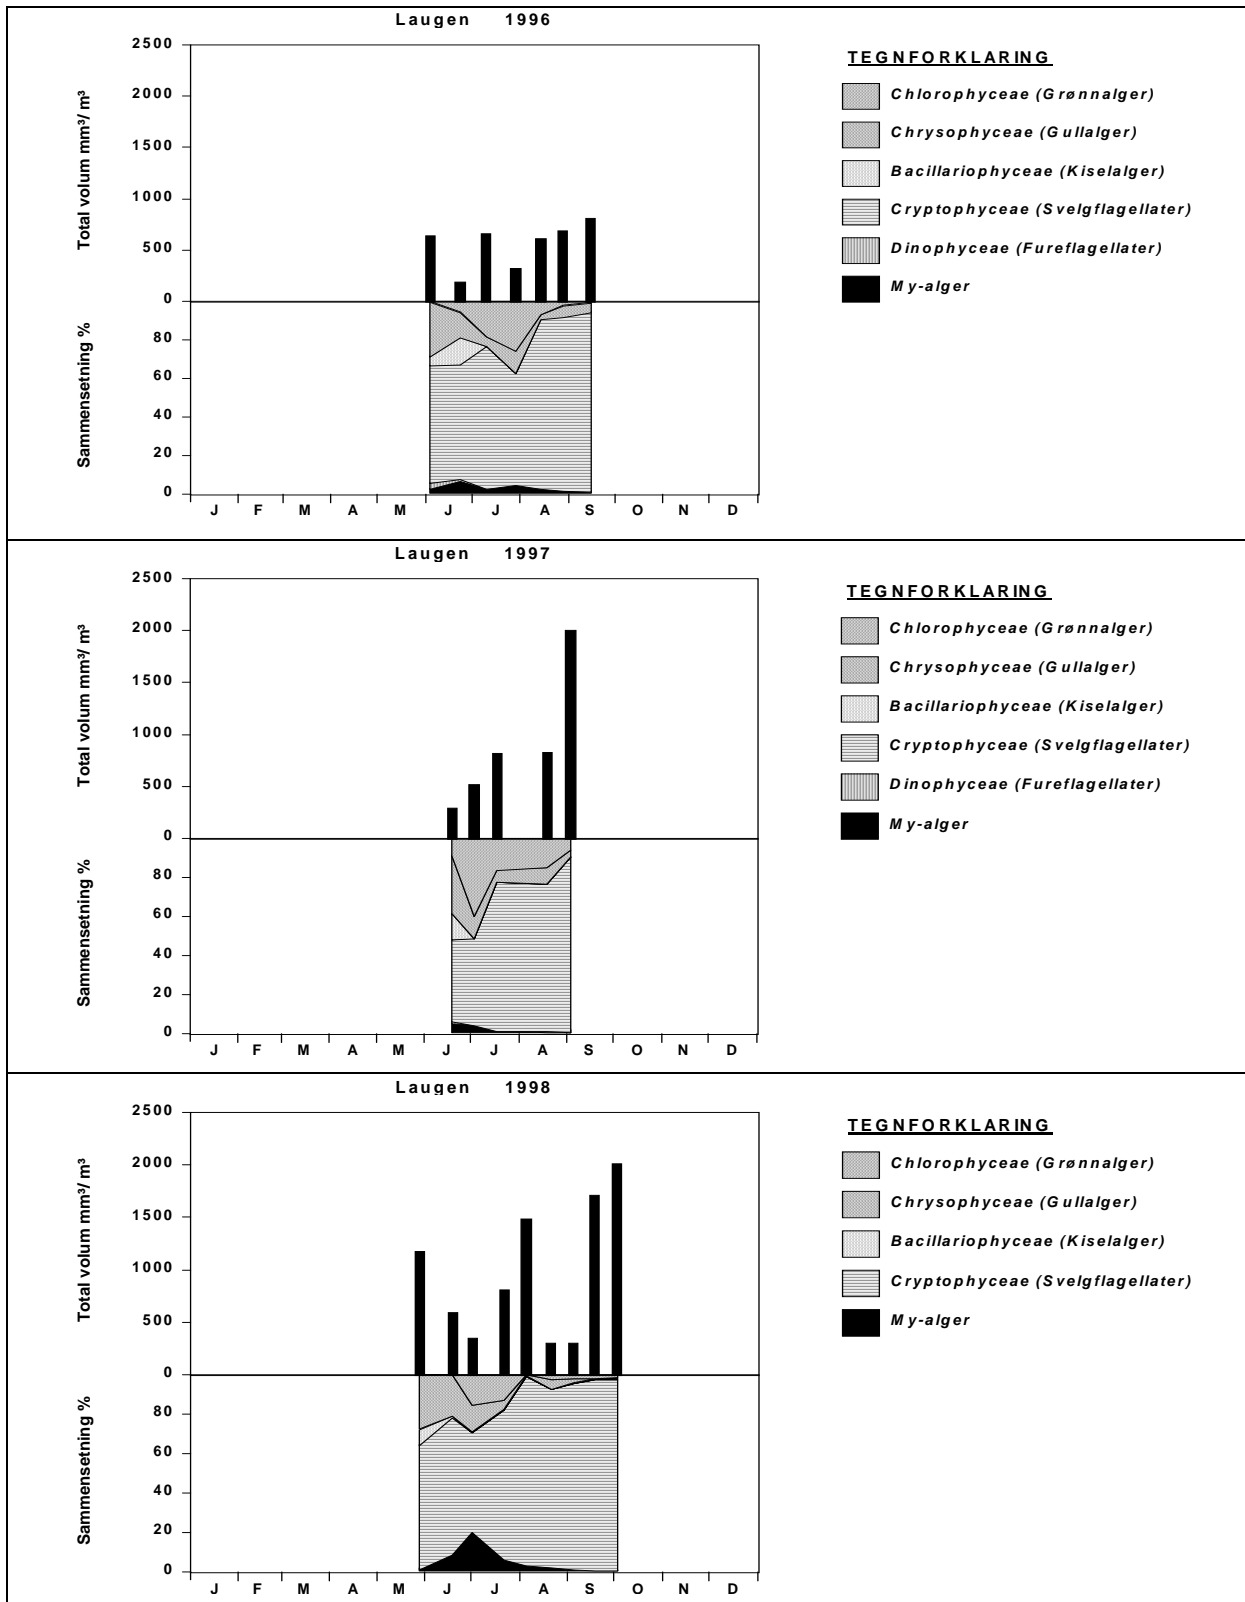 Laugen 1996
2500
2000
1500
1000
500
0
Total volum mm³/ m³
80
60
40
20
0
Sammensetning %
J F M A M J J A S O N D
TEGNFORKLARING
Chlorophyceae (Grønnalger)
Chrysophyceae (Gullalger)
Bacillariophyceae (Kiselalger)
Cryptophyceae (Svelgflagellater)
Dinophyceae (Fureflagellater)
My-alger
Laugen 1997
2500
2000
1500
1000
500
0
Total volum mm³/ m³
80
60
40
20
0
Sammensetning %
J F M A M J J A S O N D
TEGNFORKLARING
Chlorophyceae (Grønnalger)
Chrysophyceae (Gullalger)
Bacillariophyceae (Kiselalger)
Cryptophyceae (Svelgflagellater)
Dinophyceae (Fureflagellater)
My-alger
Laugen 1998
2500
2000
1500
1000
500
0
Total volum mm³/ m³
80
60
40
20
0
Sammensetning %
J F M A M J J A S O N D
TEGNFORKLARING
Chlorophyceae (Grønnalger)
Chrysophyceae (Gullalger)
Bacillariophyceae (Kiselalger)
Cryptophyceae (Svelgflagellater)
My-alger